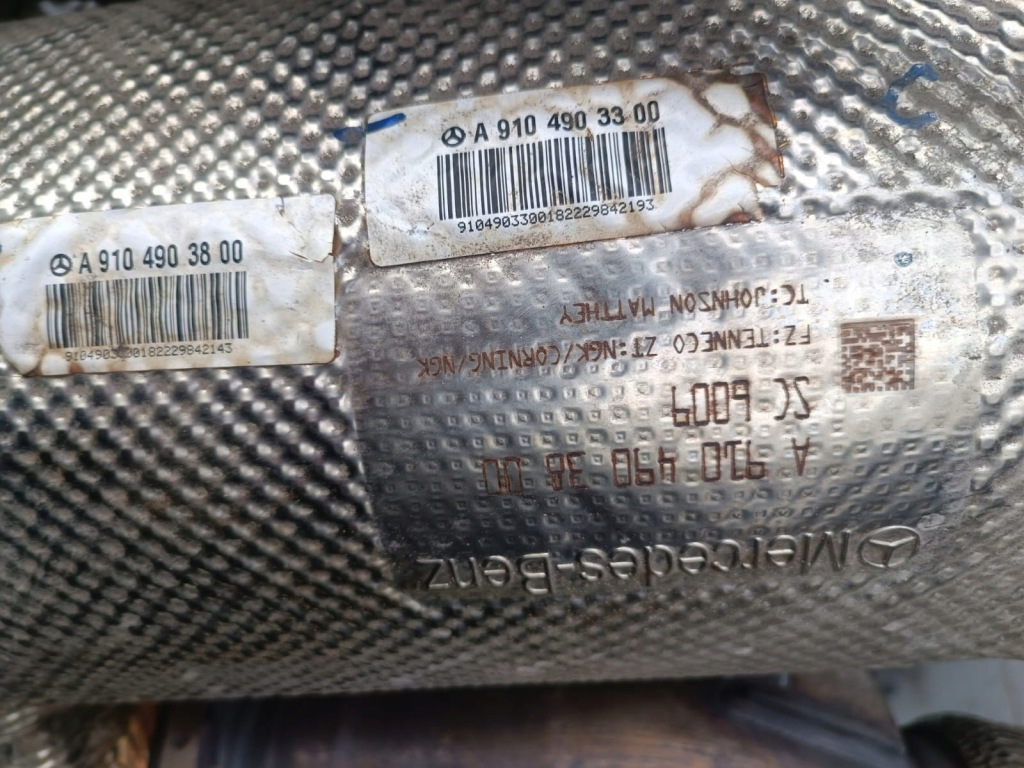 A 910 490 33 00
9104903300182229842193
A 910 490 38 00
Mercedes-Benz
A 910 490 38 00
2C 6009
FZ:TENNECO ZT:NGK/CORNING/NGK
TC:JOHNSON MATTHEY
C